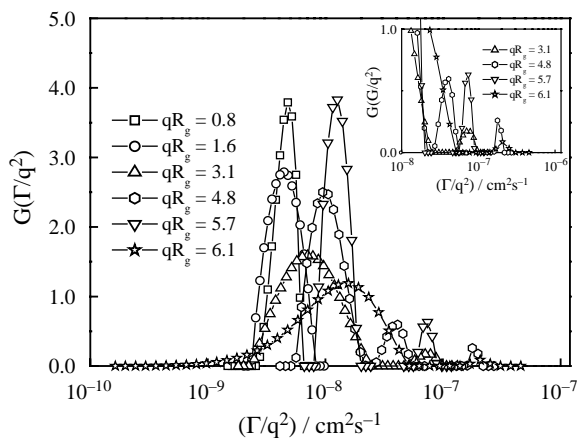 5.0
4.0
3.0
2.0
1.0
0.0
G(Γ/q²)
qR_g = 0.8
qR_g = 1.6
qR_g = 3.1
qR_g = 4.8
qR_g = 5.7
qR_g = 6.1
10⁻¹⁰
10⁻⁹
10⁻⁸
10⁻⁷
10⁻⁶
(Γ/q²) / cm²s⁻¹
1.0
0.0
G(G/q²)
qR_g = 3.1
qR_g = 4.8
qR_g = 5.7
qR_g = 6.1
10⁻⁸
10⁻⁷
10⁻⁶
(Γ/q²) / cm²s⁻¹